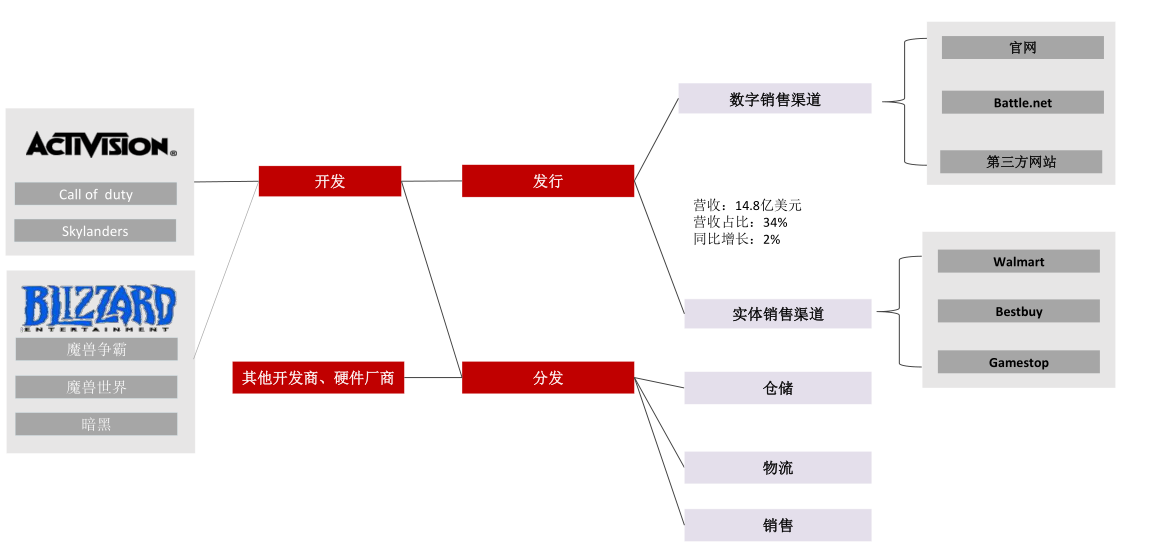 ACTIVISION®
Call of duty
Skylanders
BLIZZARD
ENTERTAINMENT
魔兽争霸
魔兽世界
暗黑
开发
其他开发商、硬件厂商
发行
分发
数字销售渠道
营收：14.8亿美元
营收占比：34%
同比增长：2%
实体销售渠道
仓储
物流
销售
官网
Battle.net
第三方网站
Walmart
Bestbuy
Gamestop